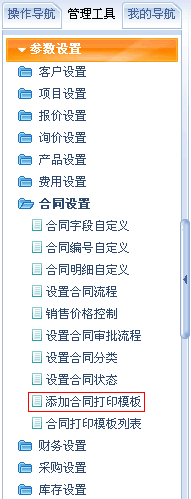 操作导航 管理工具 我的导航
参数设置
客户设置
项目设置
报价设置
询价设置
产品设置
费用设置
合同设置
合同字段自定义
合同编号自定义
合同明细自定义
设置合同流程
销售价格控制
设置合同审批流程
设置合同分类
设置合同状态
添加合同打印模板
合同打印模板列表
财务设置
采购设置
库存设置